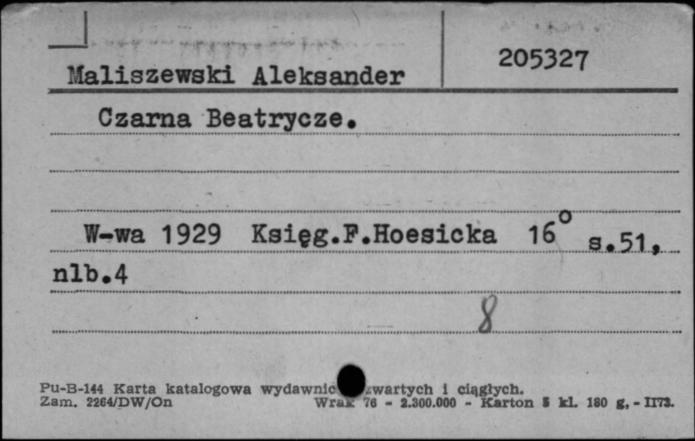 205327
Maliszewski Aleksander
Czarna Beatrycze.
W-wa 1929 Księg.F.Hoesicka 16° s.51,
nlb.4
8
Pu-B-144 Karta katalogowa wydawnic zwartych i ciągłych.
Zam. 2264/DW/On Wrak 76 - 2.300.000 - Karton 5 kl. 180 g. - II73.